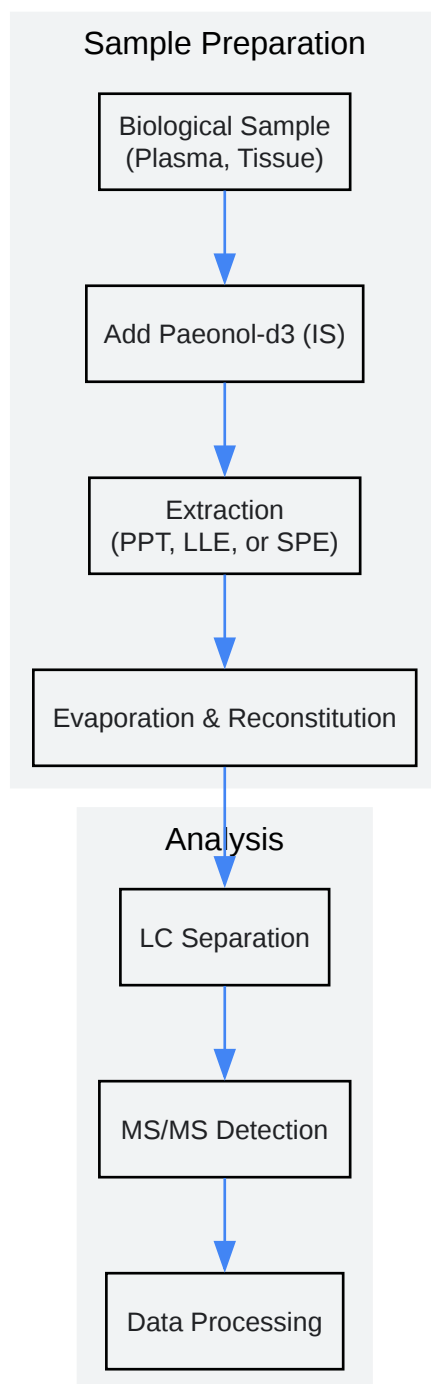 Sample Preparation
Biological Sample
(Plasma, Tissue)
Add Paeonol-d3 (IS)
Extraction
(PPT, LLE, or SPE)
Evaporation & Reconstitution
Analysis
LC Separation
MS/MS Detection
Data Processing